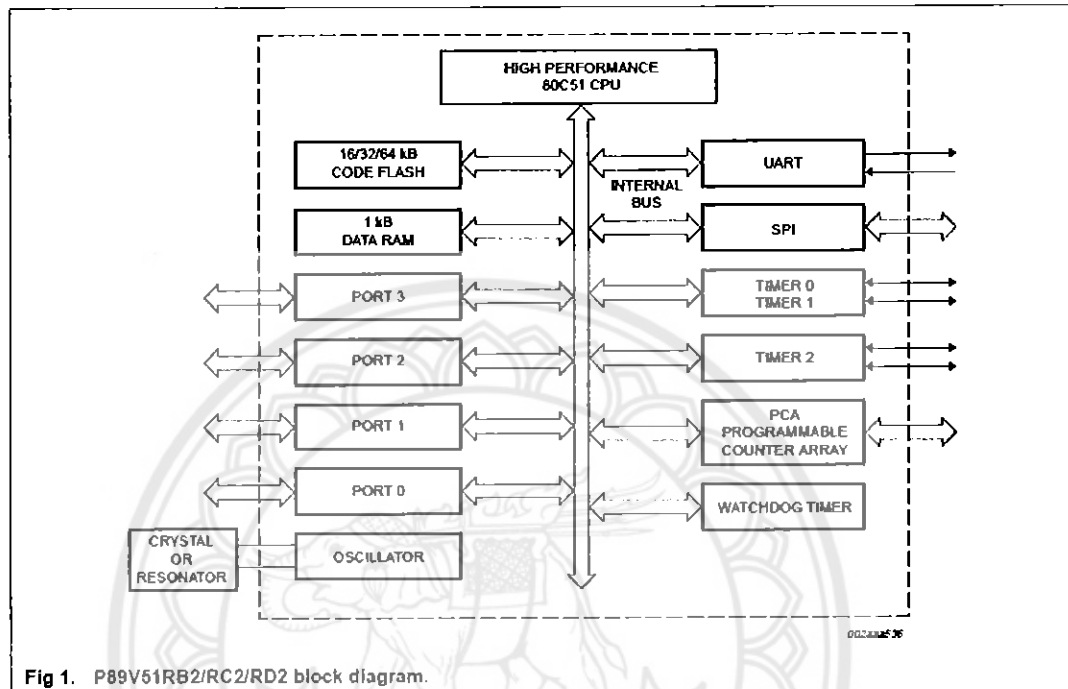 HIGH PERFORMANCE
80C51 CPU
16/32/64 kB
CODE FLASH
UART
INTERNAL
BUS
1 kB
DATA RAM
SPI
PORT 3
TIMER 0
TIMER 1
PORT 2
TIMER 2
PORT 1
PCA
PROGRAMMABLE
COUNTER ARRAY
PORT 0
WATCHDOG TIMER
CRYSTAL
OR
RESONATOR
OSCILLATOR
002aaa506
Fig 1. P89V51RB2/RC2/RD2 block diagram.